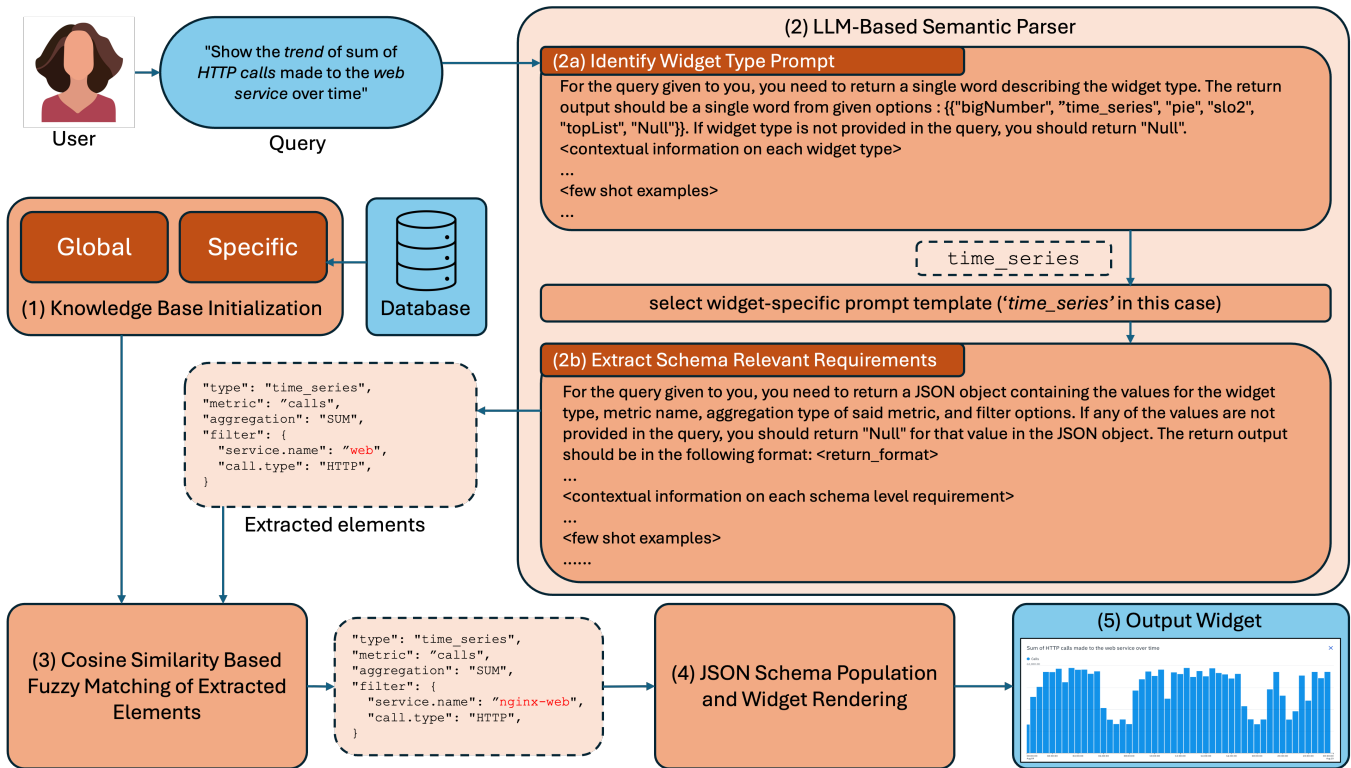 "Show the trend of sum of
HTTP calls made to the web
service over time"
User
Query
(2) LLM-Based Semantic Parser
(2a) Identify Widget Type Prompt
For the query given to you, you need to return a single word describing the widget type. The return
output should be a single word from given options : {{"bigNumber", ”time_series", "pie", "slo2",
"topList", "Null"}}. If widget type is not provided in the query, you should return "Null".
<contextual information on each widget type>
...
<few shot examples>
...
time_series
select widget-specific prompt template (‘time_series’ in this case)
(2b) Extract Schema Relevant Requirements
For the query given to you, you need to return a JSON object containing the values for the widget
type, metric name, aggregation type of said metric, and filter options. If any of the values are not
provided in the query, you should return "Null" for that value in the JSON object. The return output
should be in the following format: <return_format>
...
<contextual information on each schema level requirement>
...
<few shot examples>
......
Global
Specific
(1) Knowledge Base Initialization
Database
"type": "time_series",
"metric": ”calls",
"aggregation": "SUM",
"filter": {
"service.name": ”web",
"call.type": "HTTP",
}
Extracted elements
(3) Cosine Similarity Based
Fuzzy Matching of Extracted
Elements
"type": "time_series",
"metric": ”calls",
"aggregation": "SUM",
"filter": {
"service.name": ”nginx-web",
"call.type": "HTTP",
}
(4) JSON Schema Population
and Widget Rendering
(5) Output Widget
Sum of HTTP calls made to the web service over time
Calls